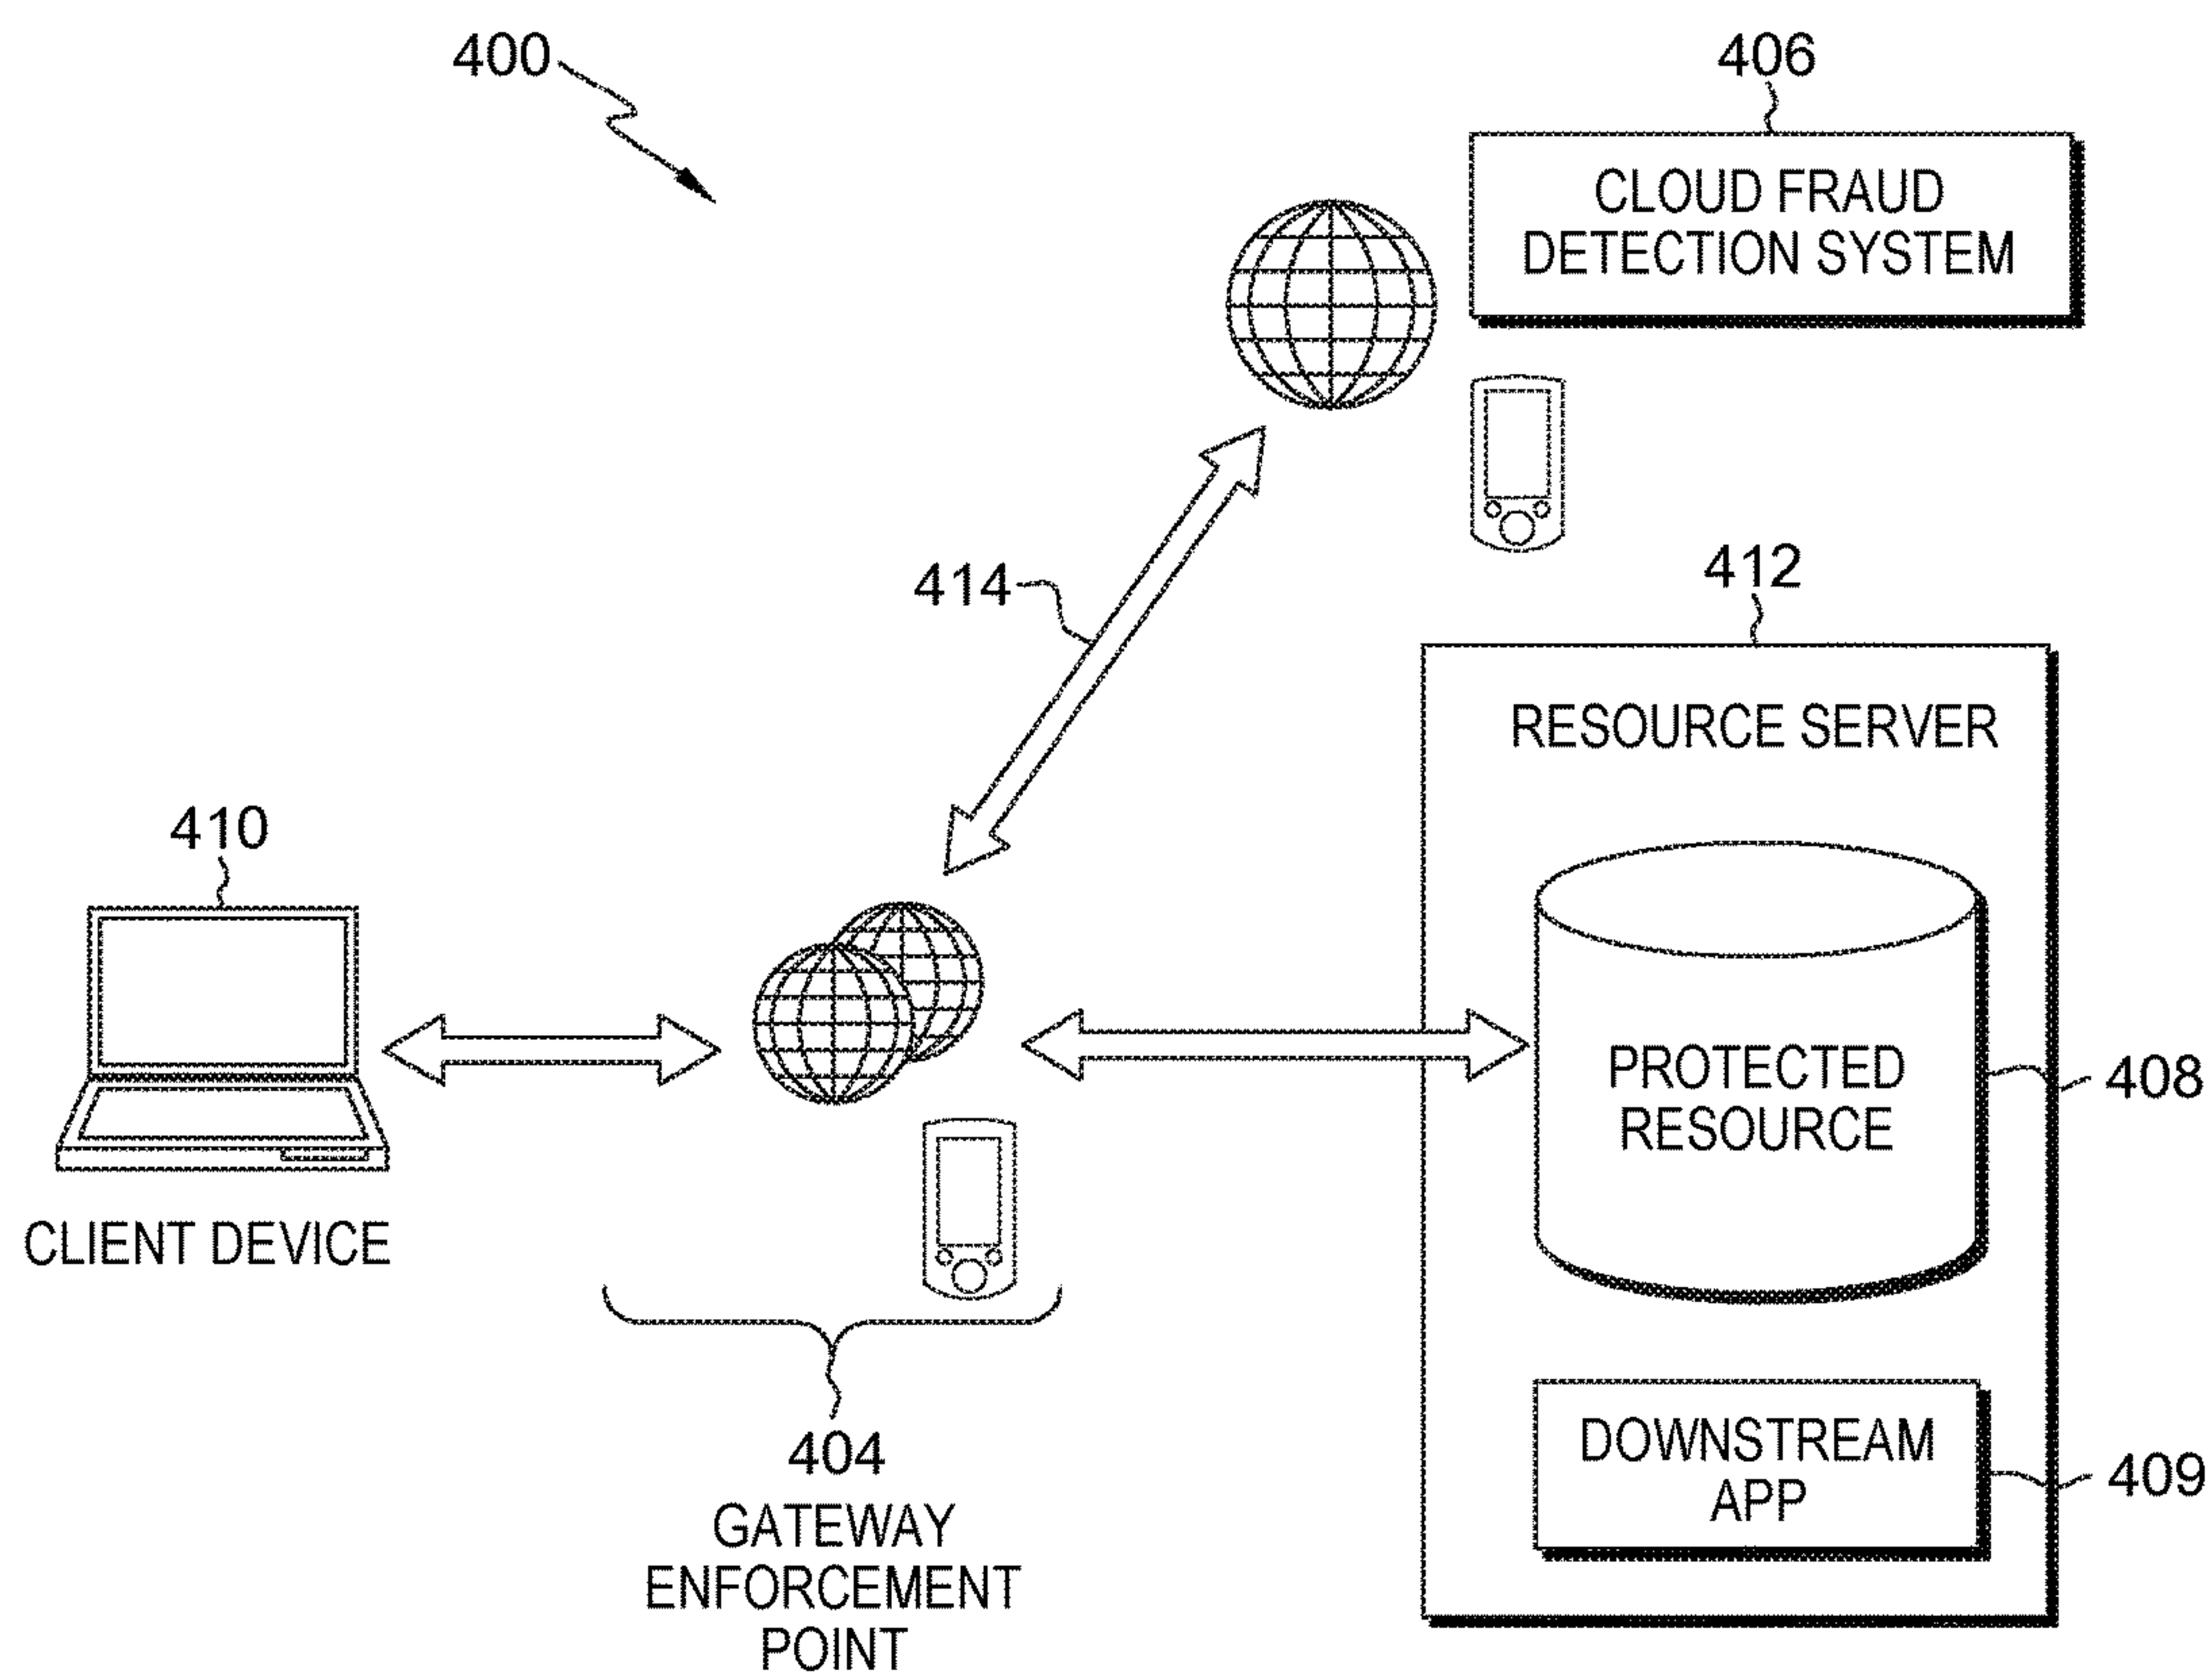 400
406
CLOUD FRAUD
DETECTION SYSTEM
414
412
RESOURCE SERVER
410
CLIENT DEVICE
PROTECTED
RESOURCE
408
404
GATEWAY
ENFORCEMENT
POINT
DOWNSTREAM
APP
409